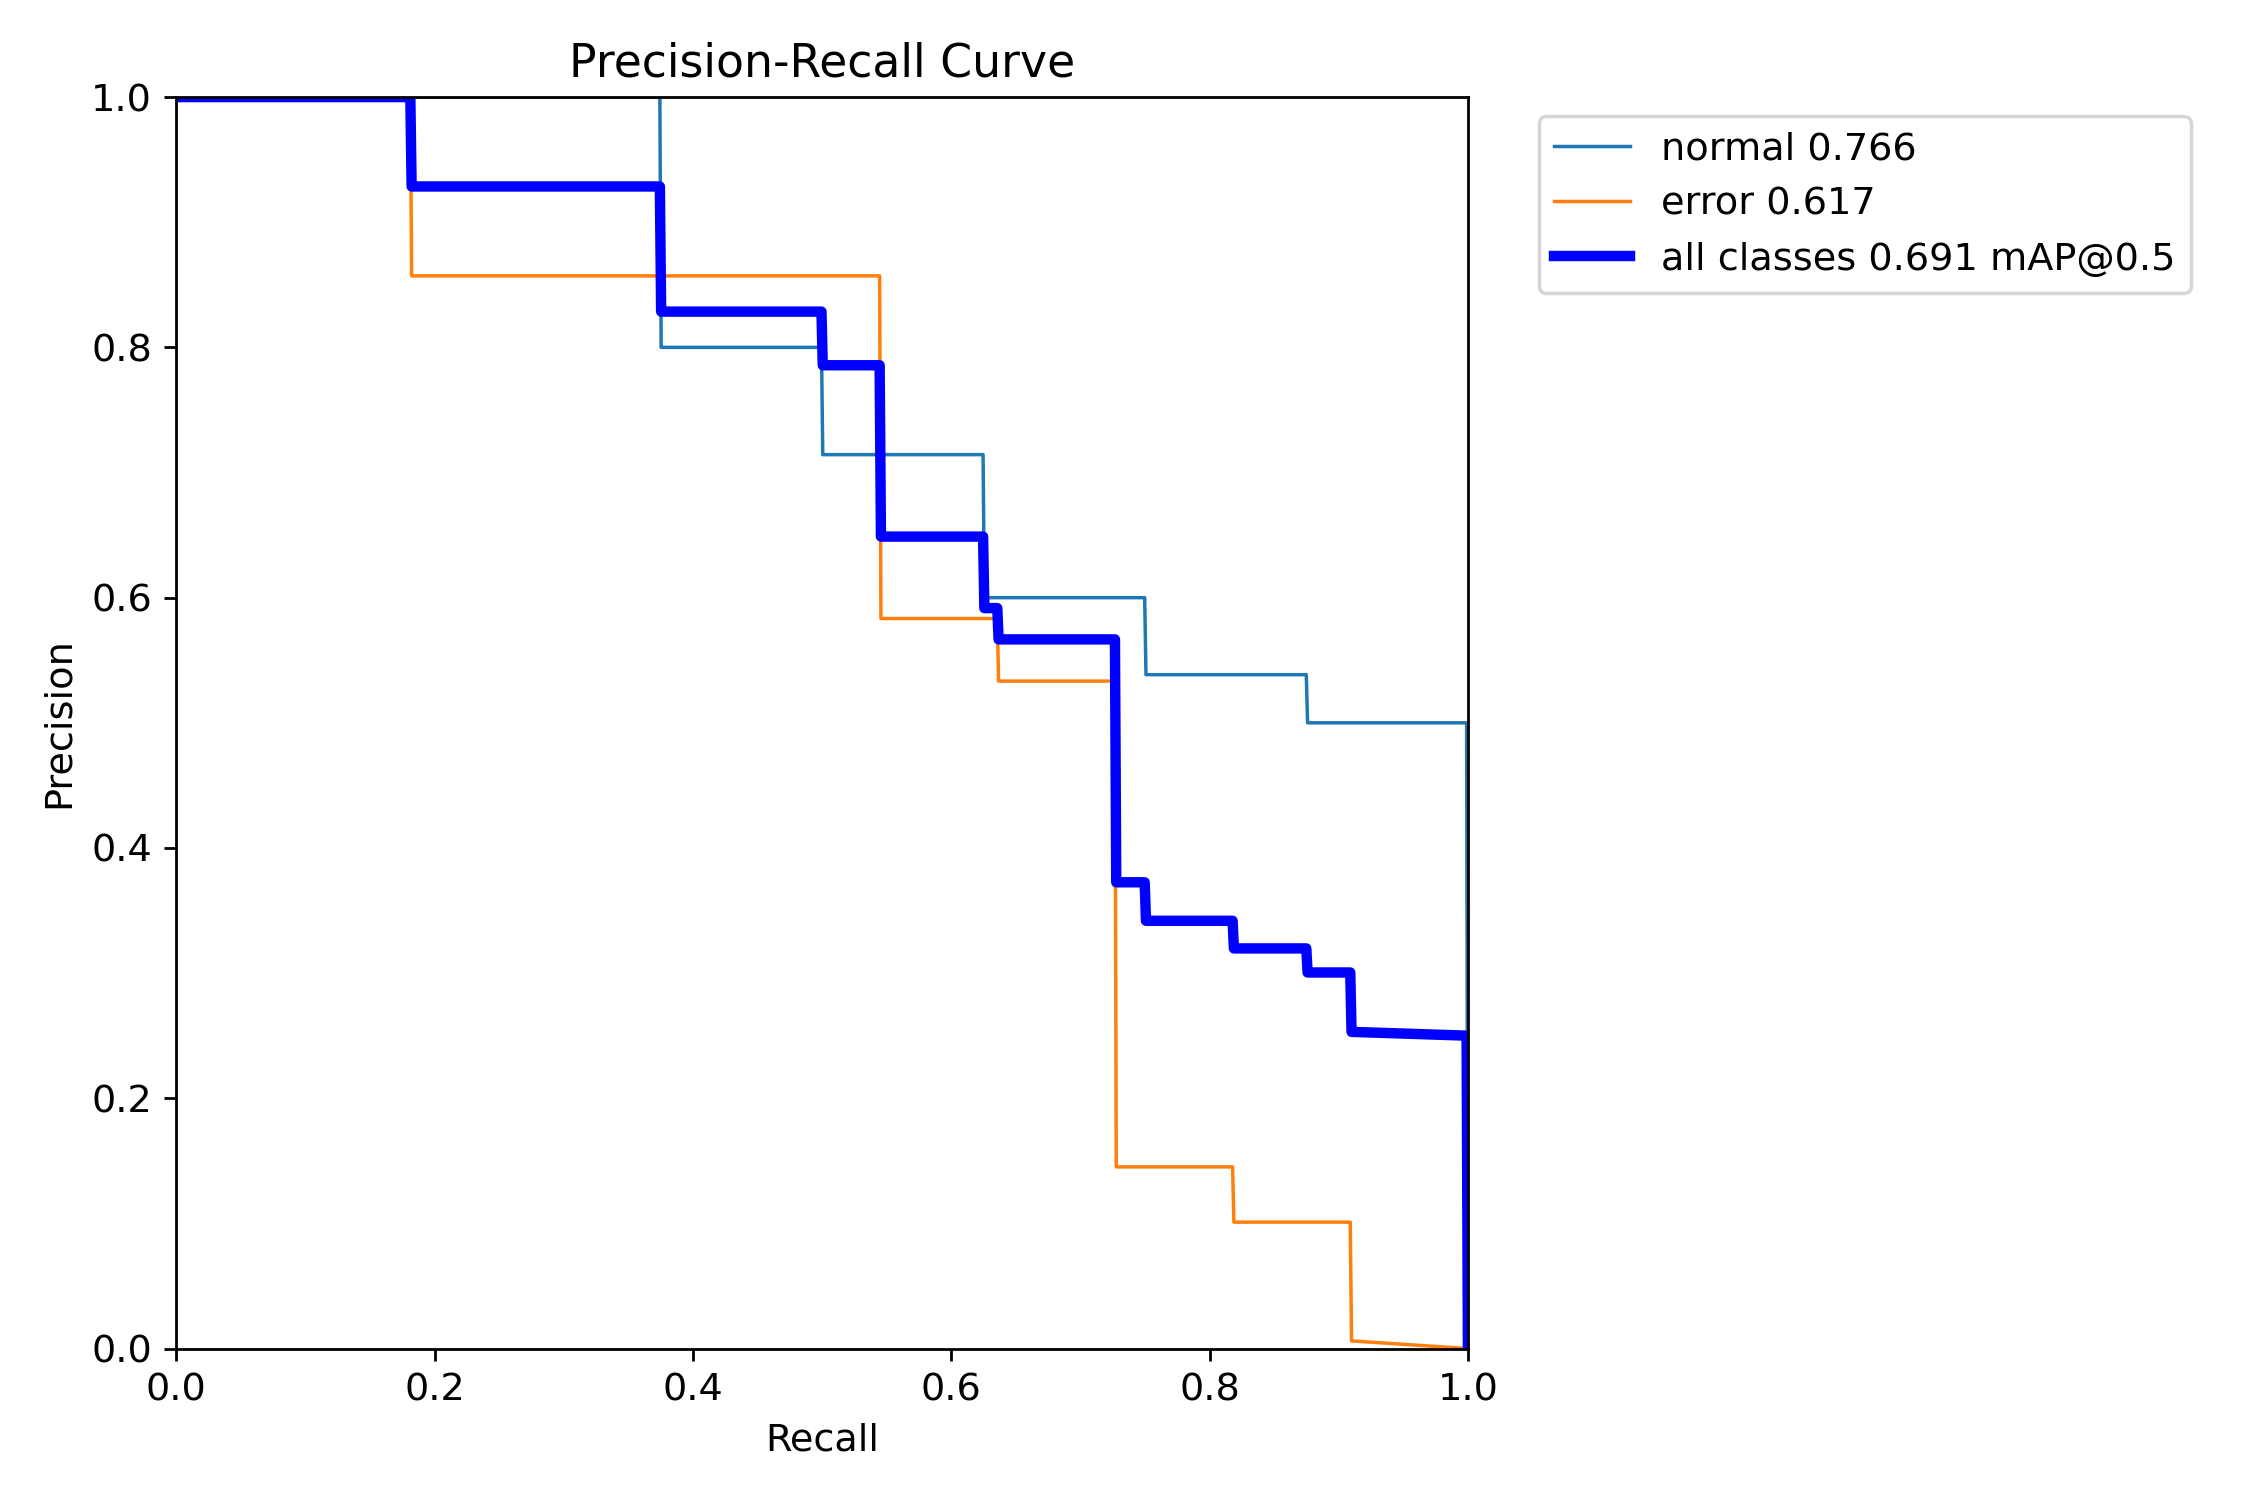 Precision-Recall Curve
1.0
0.8
0.6
0.4
0.2
0.0
Precision
0.0 0.2 0.4 0.6 0.8 1.0
Recall
normal 0.766
error 0.617
all classes 0.691 mAP@0.5